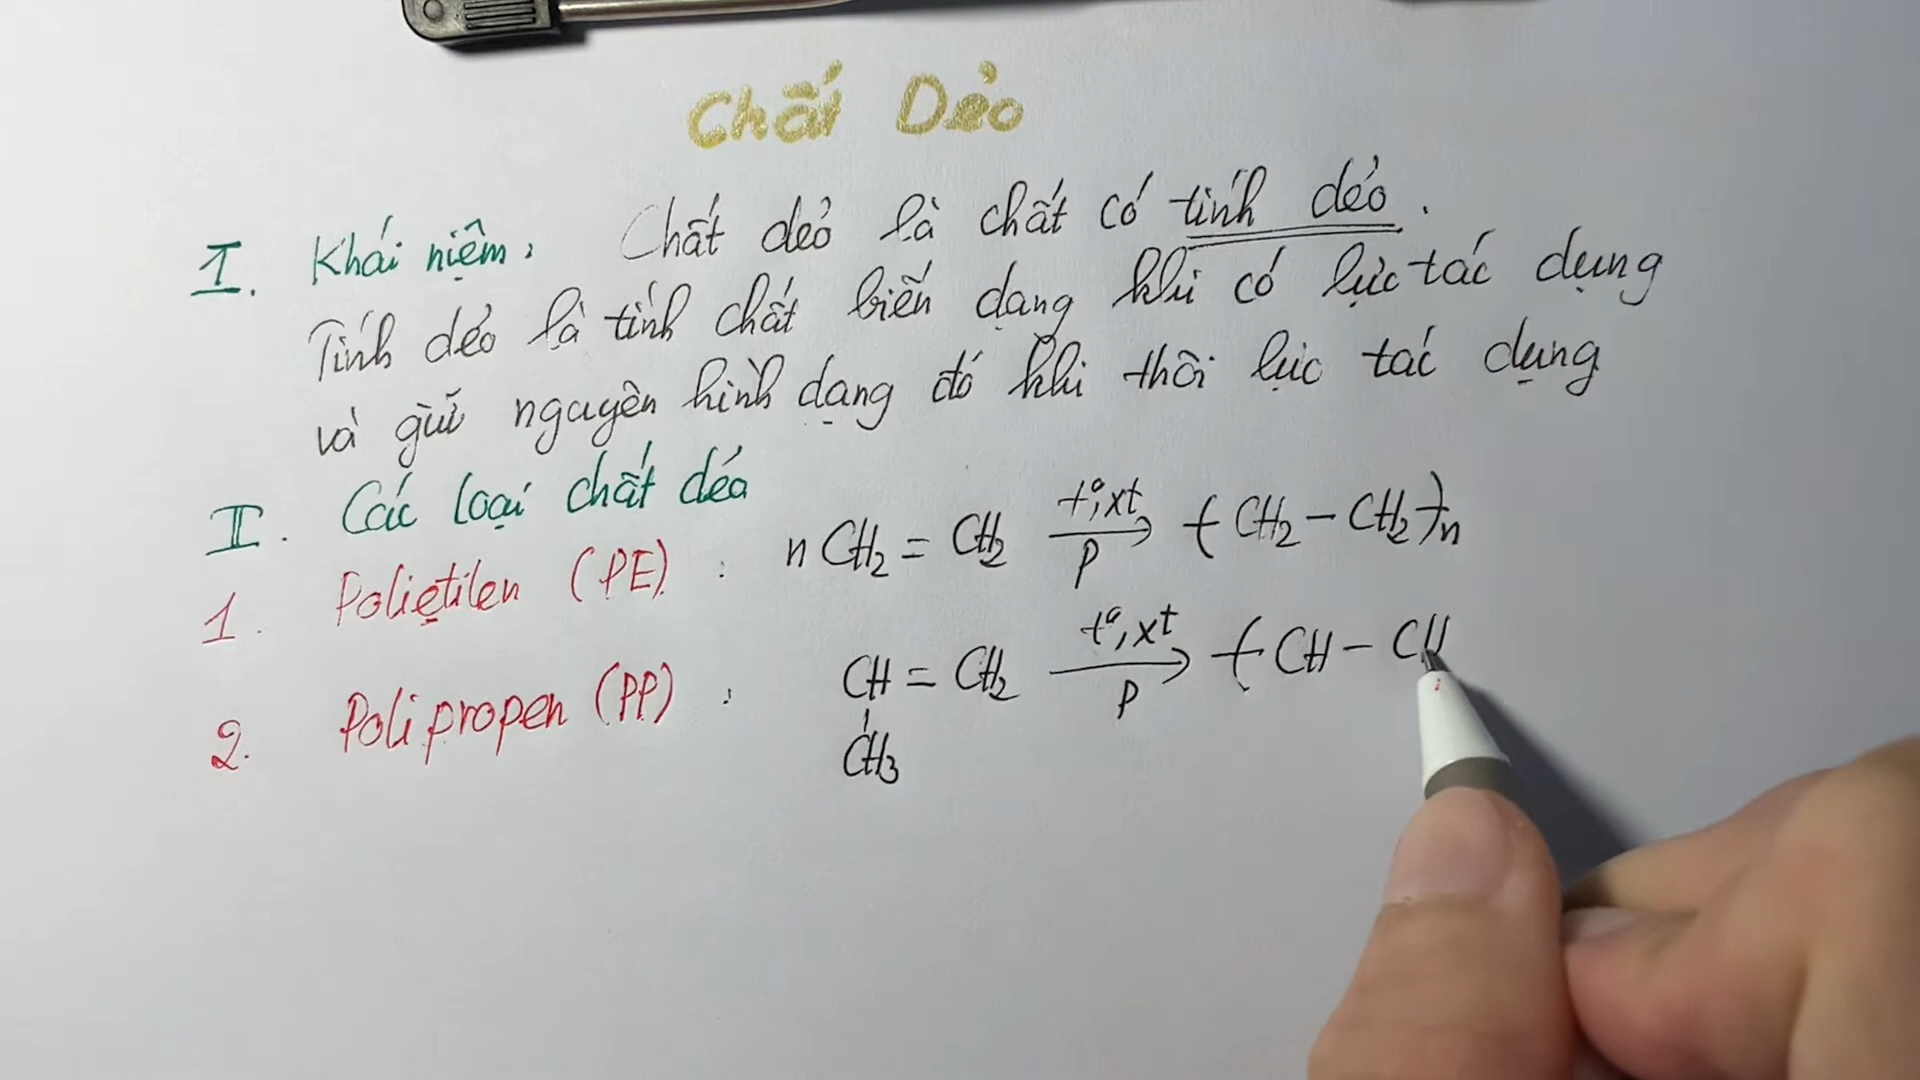 Chất Dẻo
I. Khái niệm: Chất dẻo là chất có tính dẻo.
Tính dẻo là tính chất biến dạng khi có lực tác dụng
và giữ nguyên hình dạng đó khi thôi lực tác dụng
I. Các loại chất dẻo
1. Polietilen (PE) : nCH₂ = CH₂ →(t°, xt / p) (CH₂ – CH₂)ₙ
2. Polipropen (PP) : CH = CH₂ →(t°, xt / p) (CH – CH
CH₃